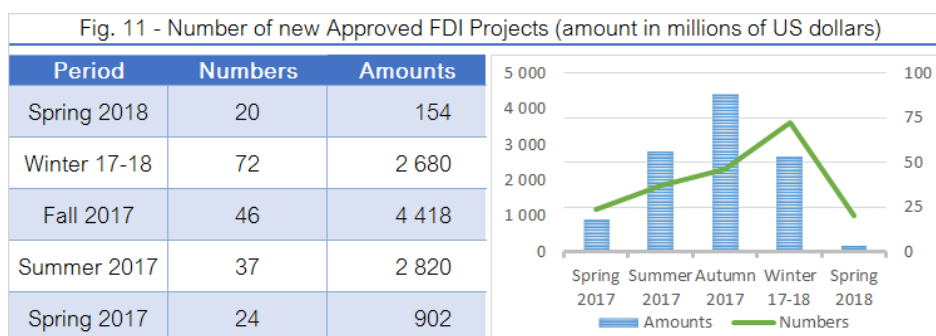 Fig. 11 - Number of new Approved FDI Projects (amount in millions of US dollars)
Period Numbers Amounts
Spring 2018 20 154
Winter 17-18 72 2 680
Fall 2017 46 4 418
Summer 2017 37 2 820
Spring 2017 24 902
5 000 100
4 000 75
3 000
2 000 50
1 000 25
0 0
Spring Summer Autumn Winter Spring
2017 2017 2017 17-18 2018
Amounts Numbers